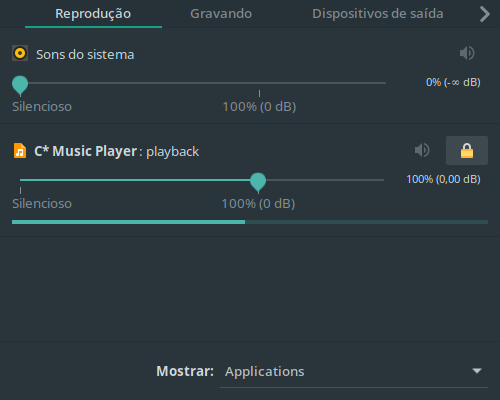 Reprodução Gravando Dispositivos de saída
Sons do sistema
0% (-∞ dB)
Silencioso 100% (0 dB)
C* Music Player : playback
100% (0,00 dB)
Silencioso 100% (0 dB)
Mostrar: Applications